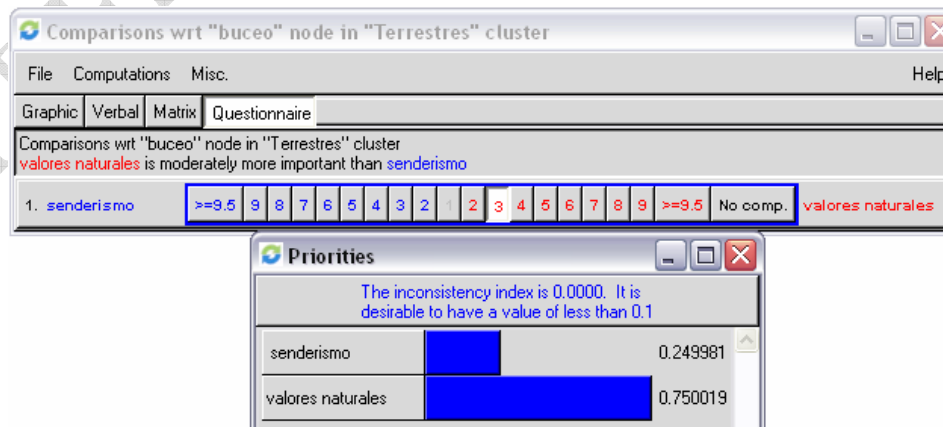 Comparisons wrt "buceo" node in "Terrestres" cluster
File Computations Misc. Help
Graphic Verbal Matrix Questionnaire
Comparisons wrt "buceo" node in "Terrestres" cluster
valores naturales is moderately more important than senderismo
1. senderismo >=9.5 9 8 7 6 5 4 3 2 1 2 3 4 5 6 7 8 9 >=9.5 No comp. valores naturales
Priorities
The inconsistency index is 0.0000. It is
desirable to have a value of less than 0.1
senderismo 0.249981
valores naturales 0.750019